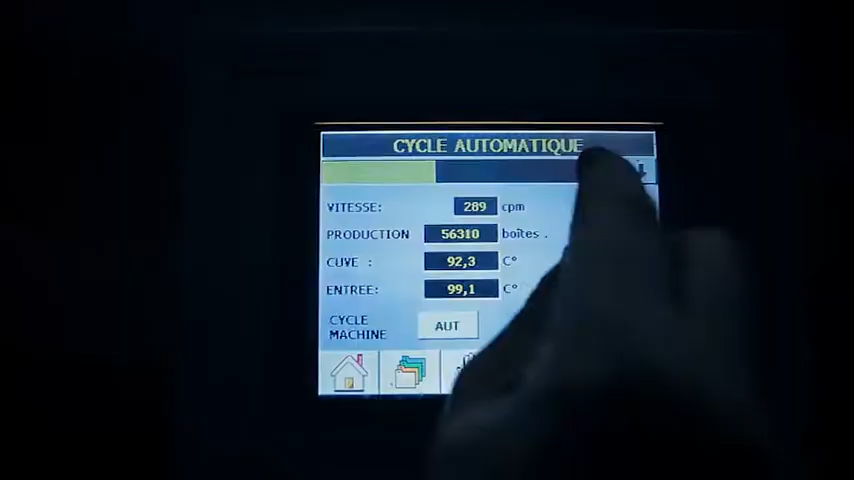 CYCLE AUTOMATIQUE
VITESSE: 289 cpm
PRODUCTION 56310 boîtes .
CUVE : 92,3 C°
ENTREE: 99,1 C°
CYCLE
MACHINE AUT